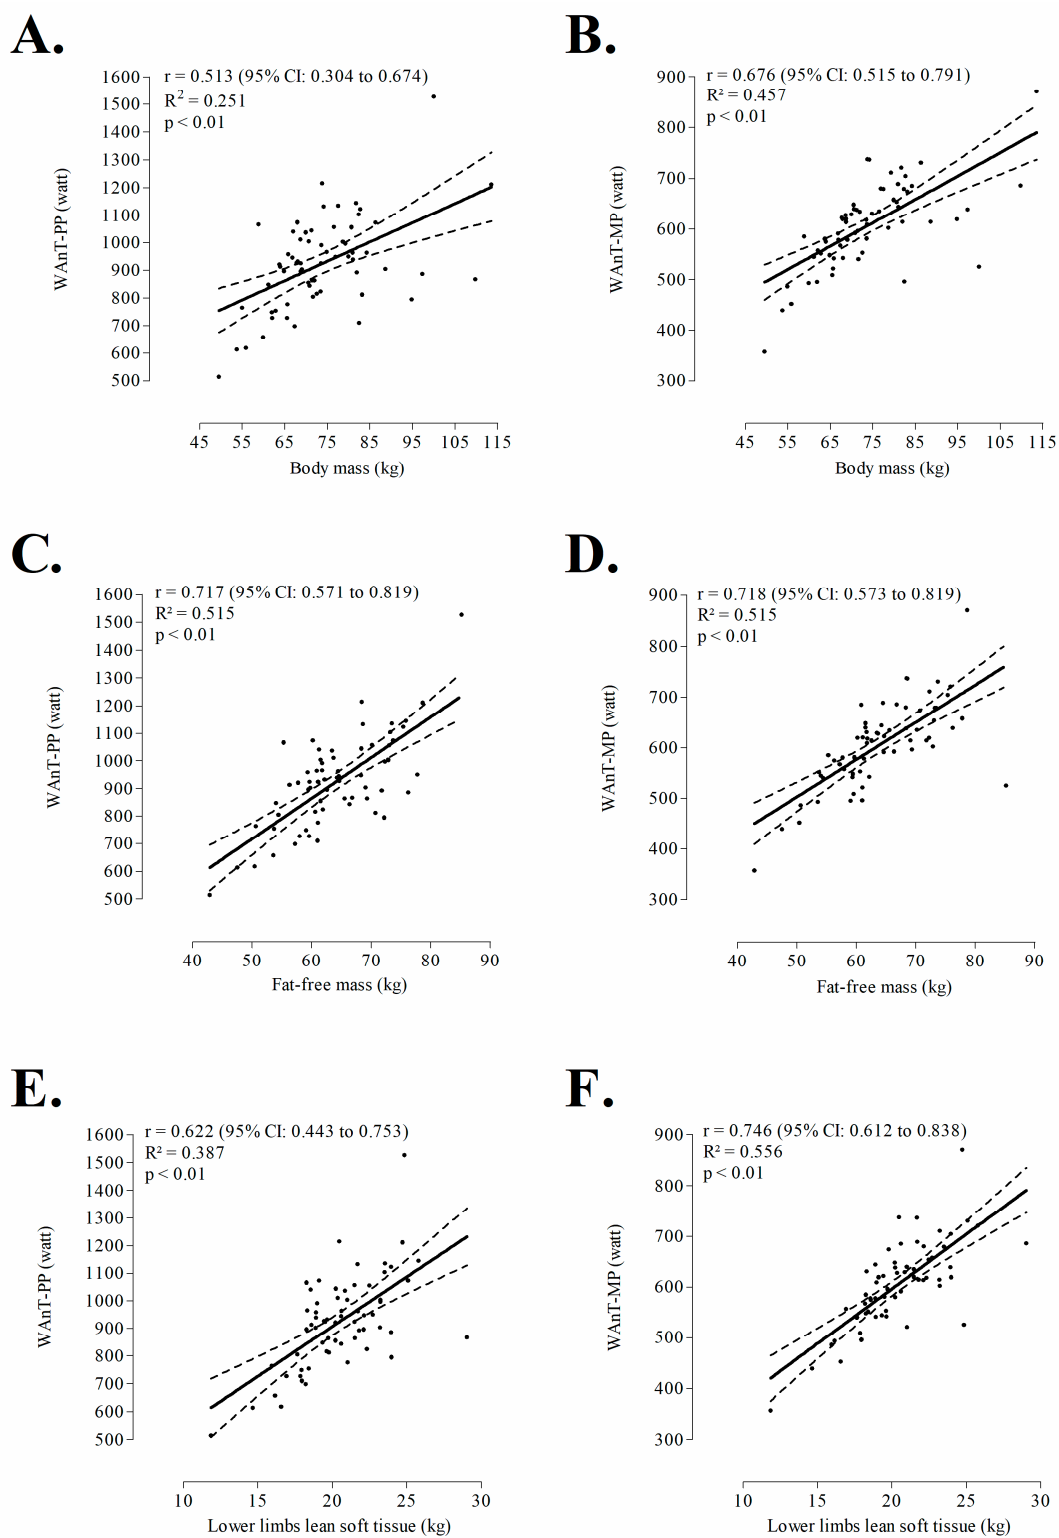 A.
r = 0.513 (95% CI: 0.304 to 0.674)
R² = 0.251
p < 0.01
WAnT-PP (watt)
1600
1500
1400
1300
1200
1100
1000
900
800
700
600
500
45 55 65 75 85 95 105 115
Body mass (kg)
B.
r = 0.676 (95% CI: 0.515 to 0.791)
R² = 0.457
p < 0.01
WAnT-MP (watt)
900
800
700
600
500
400
300
45 55 65 75 85 95 105 115
Body mass (kg)
C.
r = 0.717 (95% CI: 0.571 to 0.819)
R² = 0.515
p < 0.01
WAnT-PP (watt)
1600
1500
1400
1300
1200
1100
1000
900
800
700
600
500
40 50 60 70 80 90
Fat-free mass (kg)
D.
r = 0.718 (95% CI: 0.573 to 0.819)
R² = 0.515
p < 0.01
WAnT-MP (watt)
900
800
700
600
500
400
300
40 50 60 70 80 90
Fat-free mass (kg)
E.
r = 0.622 (95% CI: 0.443 to 0.753)
R² = 0.387
p < 0.01
WAnT-PP (watt)
1600
1500
1400
1300
1200
1100
1000
900
800
700
600
500
10 15 20 25 30
Lower limbs lean soft tissue (kg)
F.
r = 0.746 (95% CI: 0.612 to 0.838)
R² = 0.556
p < 0.01
WAnT-MP (watt)
900
800
700
600
500
400
300
10 15 20 25 30
Lower limbs lean soft tissue (kg)